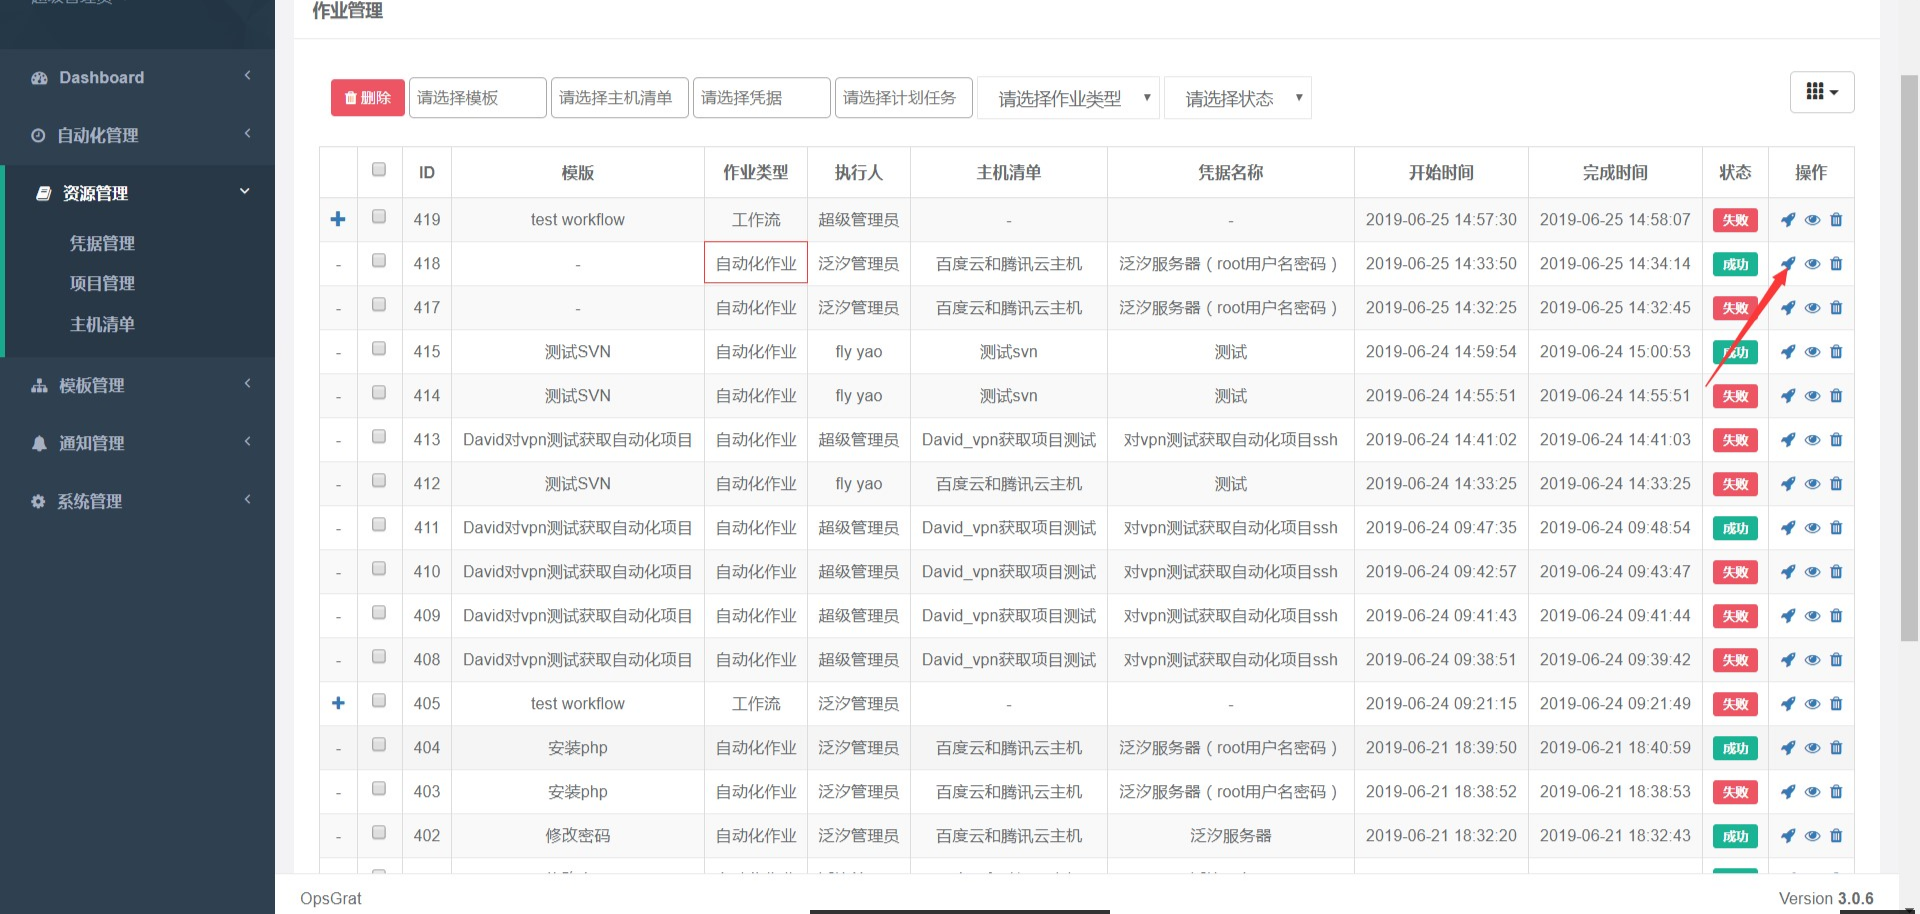 作业管理
Dashboard
自动化管理
资源管理
凭据管理
项目管理
主机清单
模板管理
通知管理
系统管理
删除 请选择模板 请选择主机清单 请选择凭据 请选择计划任务 请选择作业类型 请选择状态
ID 模版 作业类型 执行人 主机清单 凭据名称 开始时间 完成时间 状态 操作
419 test workflow 工作流 超级管理员 - - 2019-06-25 14:57:30 2019-06-25 14:58:07 失败
- 418 - 自动化作业 泛汐管理员 百度云和腾讯云主机 泛汐服务器（root用户名密码） 2019-06-25 14:33:50 2019-06-25 14:34:14 成功
- 417 - 自动化作业 泛汐管理员 百度云和腾讯云主机 泛汐服务器（root用户名密码） 2019-06-25 14:32:25 2019-06-25 14:32:45 失败
- 415 测试SVN 自动化作业 fly yao 测试svn 测试 2019-06-24 14:59:54 2019-06-24 15:00:53 成功
- 414 测试SVN 自动化作业 fly yao 测试svn 测试 2019-06-24 14:55:51 2019-06-24 14:55:51 失败
- 413 David对vpn测试获取自动化项目 自动化作业 超级管理员 David_vpn获取项目测试 对vpn测试获取自动化项目ssh 2019-06-24 14:41:02 2019-06-24 14:41:03 失败
- 412 测试SVN 自动化作业 fly yao 百度云和腾讯云主机 测试 2019-06-24 14:33:25 2019-06-24 14:33:25 失败
- 411 David对vpn测试获取自动化项目 自动化作业 超级管理员 David_vpn获取项目测试 对vpn测试获取自动化项目ssh 2019-06-24 09:47:35 2019-06-24 09:48:54 成功
- 410 David对vpn测试获取自动化项目 自动化作业 超级管理员 David_vpn获取项目测试 对vpn测试获取自动化项目ssh 2019-06-24 09:42:57 2019-06-24 09:43:47 失败
- 409 David对vpn测试获取自动化项目 自动化作业 超级管理员 David_vpn获取项目测试 对vpn测试获取自动化项目ssh 2019-06-24 09:41:43 2019-06-24 09:41:44 失败
- 408 David对vpn测试获取自动化项目 自动化作业 超级管理员 David_vpn获取项目测试 对vpn测试获取自动化项目ssh 2019-06-24 09:38:51 2019-06-24 09:39:42 失败
405 test workflow 工作流 泛汐管理员 - - 2019-06-24 09:21:15 2019-06-24 09:21:49 失败
- 404 安装php 自动化作业 泛汐管理员 百度云和腾讯云主机 泛汐服务器（root用户名密码） 2019-06-21 18:39:50 2019-06-21 18:40:59 成功
- 403 安装php 自动化作业 泛汐管理员 百度云和腾讯云主机 泛汐服务器（root用户名密码） 2019-06-21 18:38:52 2019-06-21 18:38:53 失败
- 402 修改密码 自动化作业 泛汐管理员 百度云和腾讯云主机 泛汐服务器 2019-06-21 18:32:20 2019-06-21 18:32:43 成功
OpsGrat Version 3.0.6